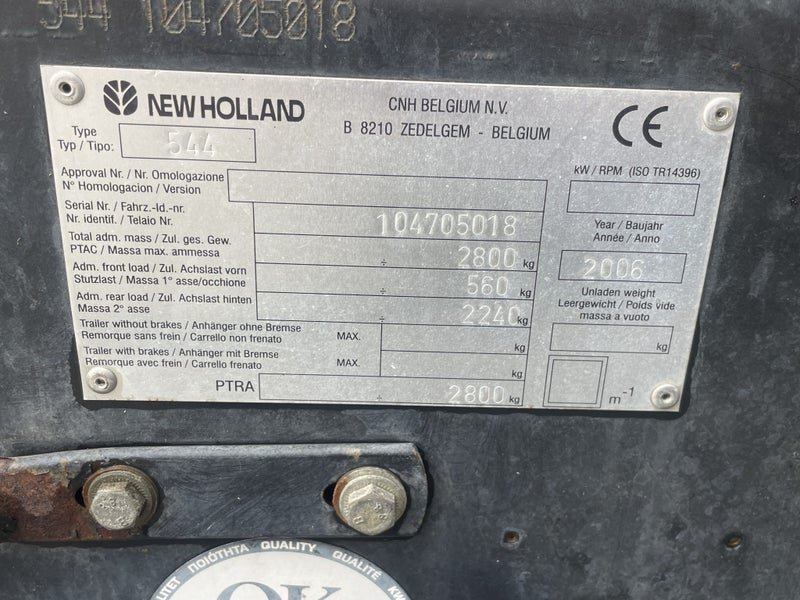 544 104705018
NEW HOLLAND
CNH BELGIUM N.V.
B 8210 ZEDELGEM - BELGIUM
CE
Type
Typ / Tipo:
544
Approval Nr. / Nr. Omologazione
N° Homologacion / Version
kW / RPM (ISO TR14396)
Serial Nr. / Fahrz.-Id.-nr.
Nr. identif. / Telaio Nr.
104705018
Year / Baujahr
Année / Anno
2006
Total adm. mass / Zul. ges. Gew.
PTAC / Massa max. ammessa
÷ 2800 kg
Adm. front load / Zul. Achslast vorn
Stutzlast / Massa 1° asse/occhione
÷ 560 kg
Unladen weight
Leergewicht / Poids vide
massa a vuoto
kg
Adm. rear load / Zul. Achslast hinten
Massa 2° asse
÷ 2240 kg
Trailer without brakes / Anhänger ohne Bremse
Remorque sans frein / Carrello non frenato
MAX.
kg
Trailer with brakes / Anhänger mit Bremse
Remorque avec frein / Carrello frenato
MAX.
kg
PTRA
÷ 2800 kg
m-1
ΠΟΙΟΤΗΤΑ QUALITY QUALITÉ
OK